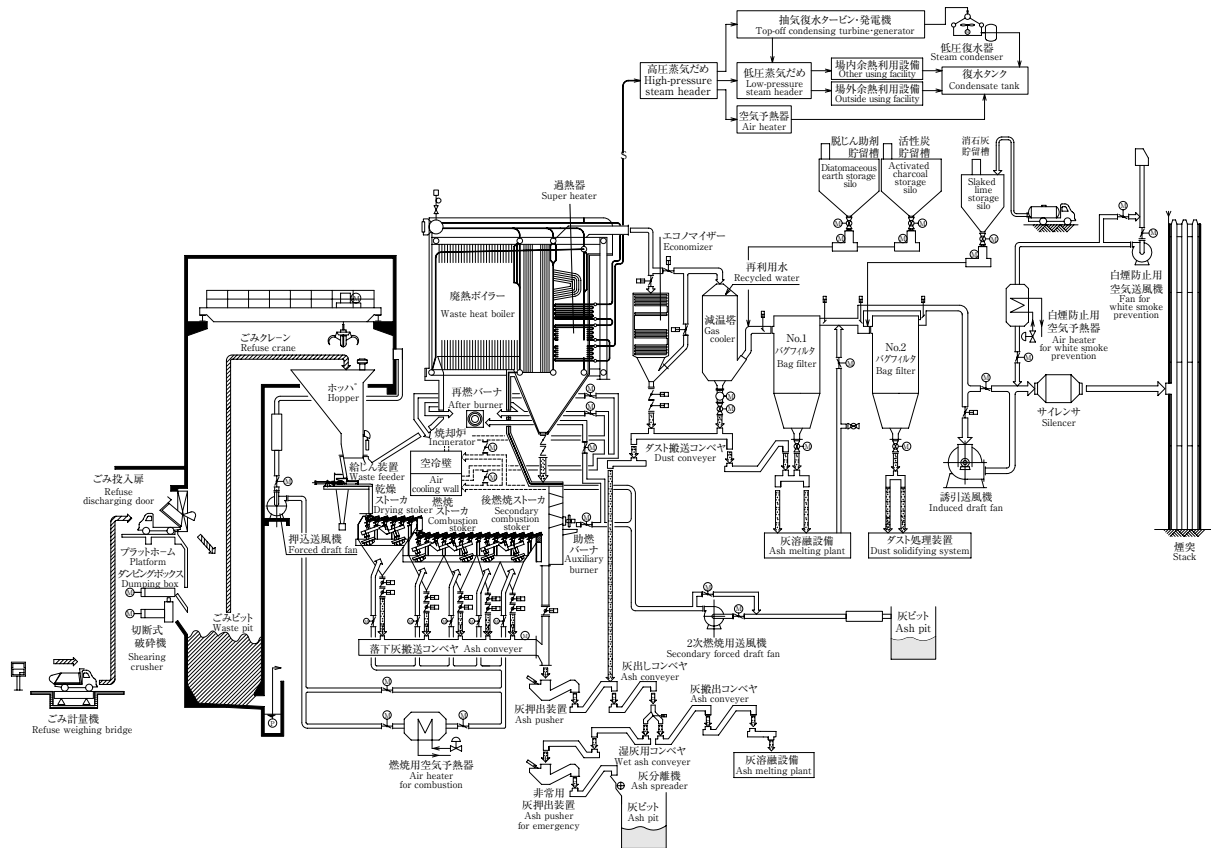 抽気復水タービン・発電機
Top-off condensing turbine・generator
低圧復水器
Steam condenser
高圧蒸気だめ
High-pressure
steam header
低圧蒸気だめ
Low-pressure
steam header
場内余熱利用設備
Other using facility
場外余熱利用設備
Outside using facility
復水タンク
Condensate tank
空気予熱器
Air heater
S
脱じん助剤
貯留槽
Diatomaceous
earth storage
silo
活性炭
貯留槽
Activated
charcoal
storage
silo
消石灰
貯留槽
Slaked
lime
storage
silo
過熱器
Super heater
エコノマイザー
Economizer
再利用水
Recycled water
廃熱ボイラー
Waste heat boiler
減温塔
Gas
cooler
No.1
バグフィルタ
Bag filter
No.2
バグフィルタ
Bag filter
白煙防止用
空気送風機
Fan for
white smoke
prevention
白煙防止用
空気予熱器
Air heater
for white smoke
prevention
サイレンサ
Silencer
誘引送風機
Induced draft fan
煙突
Stack
ごみクレーン
Refuse crane
ホッパ
Hopper
再燃バーナ
After burner
焼却炉
Incinerator
空冷壁
Air
cooling wall
給じん装置
Waste feeder
乾燥
ストーカ
Drying stoker
燃焼
ストーカ
Combustion
stoker
後燃焼ストーカ
Secondary
combustion
stoker
助燃
バーナ
Auxiliary
burner
ダスト搬送コンベヤ
Dust conveyer
灰溶融設備
Ash melting plant
ダスト処理装置
Dust solidifying system
ごみ投入扉
Refuse
discharging door
プラットホーム
Platform
ダンピングボックス
Dumping box
切断式
破砕機
Shearing
crusher
押込送風機
Forced draft fan
ごみピット
Waste pit
ごみ計量機
Refuse weighing bridge
落下灰搬送コンベヤ Ash conveyer
2次燃焼用送風機
Secondary forced draft fan
灰ピット
Ash pit
燃焼用空気予熱器
Air heater
for combustion
灰押出装置
Ash pusher
灰出しコンベヤ
Ash conveyer
灰搬出コンベヤ
Ash conveyer
湿灰用コンベヤ
Wet ash conveyer
灰溶融設備
Ash melting plant
非常用
灰押出装置
Ash pusher
for emergency
灰分離機
Ash spreader
灰ピット
Ash pit